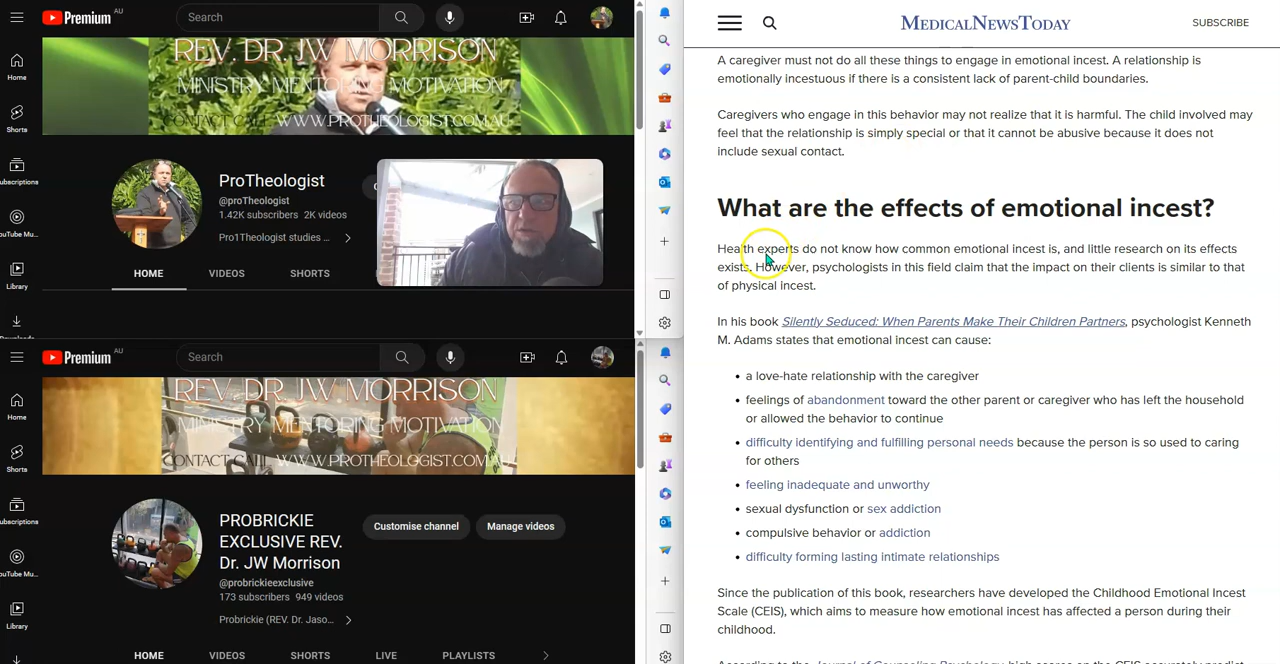 Premium AU
Search
REV. DR. JW MORRISON
MINISTRY MENTORING MOTIVATION
CONTACT CALL WWW.PROTHEOLOGIST.COM.AU
Home
Shorts
ubscriptions
uTube Mu...
Library
ProTheologist
@proTheologist
1.42K subscribers 2K videos
Pro1Theologist studies ...
HOME VIDEOS SHORTS
Premium AU
Search
REV. DR. JW MORRISON
MINISTRY MENTORING MOTIVATION
CONTACT CALL WWW.PROTHEOLOGIST.COM.AU
Home
Shorts
ubscriptions
uTube Mu...
Library
PROBRICKIE
EXCLUSIVE REV.
Dr. JW Morrison
@probrickieexclusive
173 subscribers 949 videos
Probrickie (REV. Dr. Jaso...
Customise channel
Manage videos
HOME VIDEOS SHORTS LIVE PLAYLISTS
MEDICALNEWSTODAY
SUBSCRIBE
A caregiver must not do all these things to engage in emotional incest. A relationship is
emotionally incestuous if there is a consistent lack of parent-child boundaries.
Caregivers who engage in this behavior may not realize that it is harmful. The child involved may
feel that the relationship is simply special or that it cannot be abusive because it does not
include sexual contact.
What are the effects of emotional incest?
Health experts do not know how common emotional incest is, and little research on its effects
exists. However, psychologists in this field claim that the impact on their clients is similar to that
of physical incest.
In his book Silently Seduced: When Parents Make Their Children Partners, psychologist Kenneth
M. Adams states that emotional incest can cause:
• a love-hate relationship with the caregiver
• feelings of abandonment toward the other parent or caregiver who has left the household
or allowed the behavior to continue
• difficulty identifying and fulfilling personal needs because the person is so used to caring
for others
• feeling inadequate and unworthy
• sexual dysfunction or sex addiction
• compulsive behavior or addiction
• difficulty forming lasting intimate relationships
Since the publication of this book, researchers have developed the Childhood Emotional Incest
Scale (CEIS), which aims to measure how emotional incest has affected a person during their
childhood.